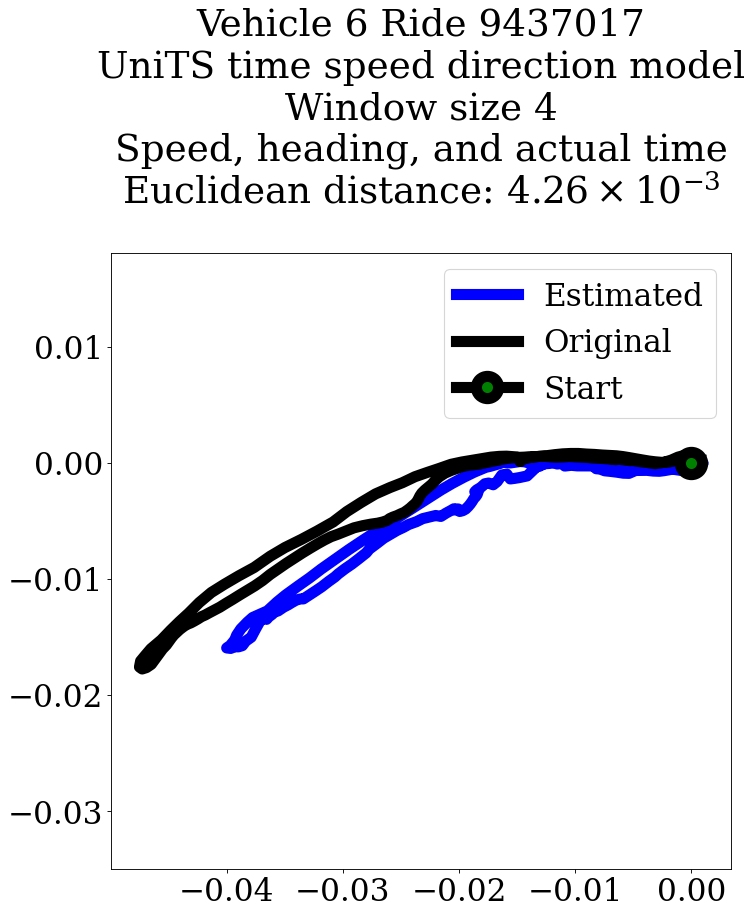 Vehicle 6 Ride 9437017
UniTS time speed direction model
Window size 4
Speed, heading, and actual time
Euclidean distance: 4.26 × 10⁻³
Estimated
Original
Start
0.01
0.00
−0.01
−0.02
−0.03
−0.04 −0.03 −0.02 −0.01 0.00